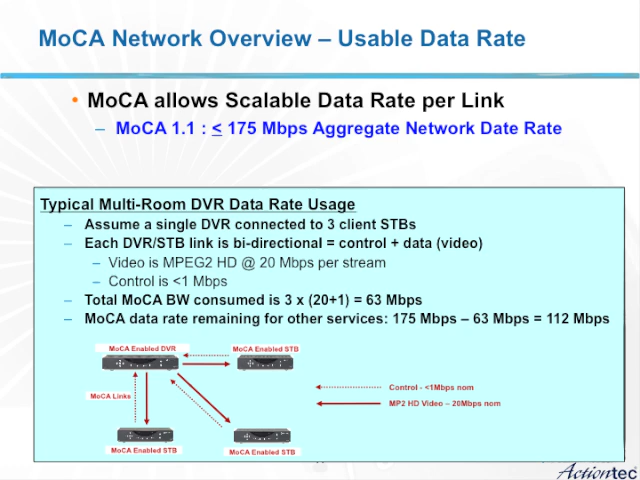 MoCA Network Overview – Usable Data Rate
• MoCA allows Scalable Data Rate per Link
– MoCA 1.1 : ≤ 175 Mbps Aggregate Network Date Rate
Typical Multi-Room DVR Data Rate Usage
– Assume a single DVR connected to 3 client STBs
– Each DVR/STB link is bi-directional = control + data (video)
– Video is MPEG2 HD @ 20 Mbps per stream
– Control is <1 Mbps
– Total MoCA BW consumed is 3 x (20+1) = 63 Mbps
– MoCA data rate remaining for other services: 175 Mbps – 63 Mbps = 112 Mbps
MoCA Enabled DVR
MoCA Enabled STB
Control - <1Mbps nom
MoCA Links
MP2 HD Video – 20Mbps nom
MoCA Enabled STB
MoCA Enabled STB
Actiontec